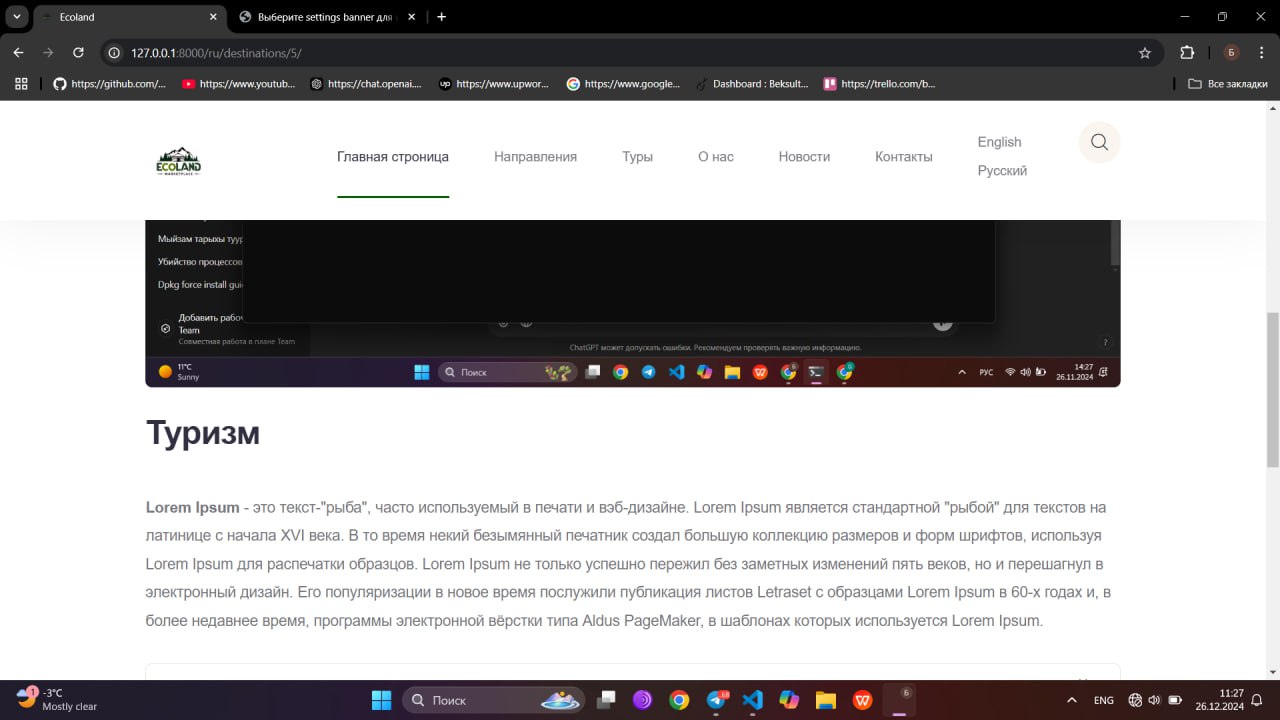 Ecoland
Выберите settings banner для
127.0.0.1:8000/ru/destinations/5/
Б
https://github.com/...
https://www.youtub...
https://chat.openai....
up
https://www.upwor...
https://www.google...
Dashboard : Beksult...
https://trello.com/b...
Все закладки
ECOLAND
MARKETPLACE
Главная строница
Направления
Туры
О нас
Новости
Контакты
English
Русский
Мыйзам тарыхы туур
Убийство процессов
Dpkg force install gui
Добавить рабоч
Team
Совместная работа в плане Team
ChatGPT может допускать ошибки. Рекомендуем проверять важную информацию.
?
11°C
Sunny
Поиск
РУС
14:27
26.11.2024
Туризм
Lorem Ipsum - это текст-"рыба", часто используемый в печати и вэб-дизайне. Lorem Ipsum является стандартной "рыбой" для текстов на
латинице с начала XVI века. В то время некий безымянный печатник создал большую коллекцию размеров и форм шрифтов, используя
Lorem Ipsum для распечатки образцов. Lorem Ipsum не только успешно пережил без заметных изменений пять веков, но и перешагнул в
электронный дизайн. Его популяризации в новое время послужили публикация листов Letraset с образцами Lorem Ipsum в 60-х годах и, в
более недавнее время, программы электронной вёрстки типа Aldus PageMaker, в шаблонах которых используется Lorem Ipsum.
1
-3°C
Mostly clear
Поиск
Б
ENG
11:27
26.12.2024